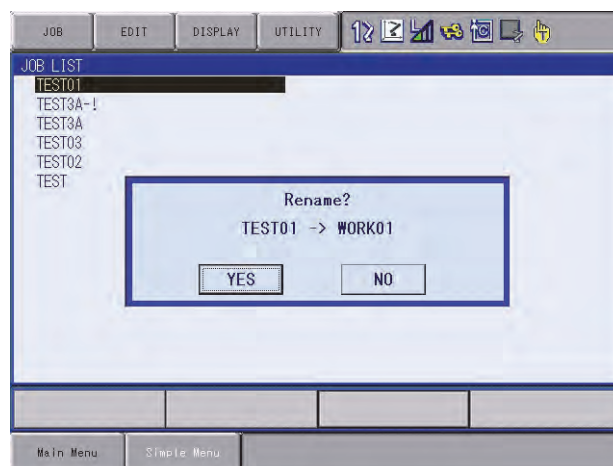 JOB EDIT DISPLAY UTILITY
JOB LIST
TEST01
TEST3A-!
TEST3A
TEST03
TEST02
TEST
Rename?
TEST01 -> WORK01
YES NO
Main Menu Simple Menu